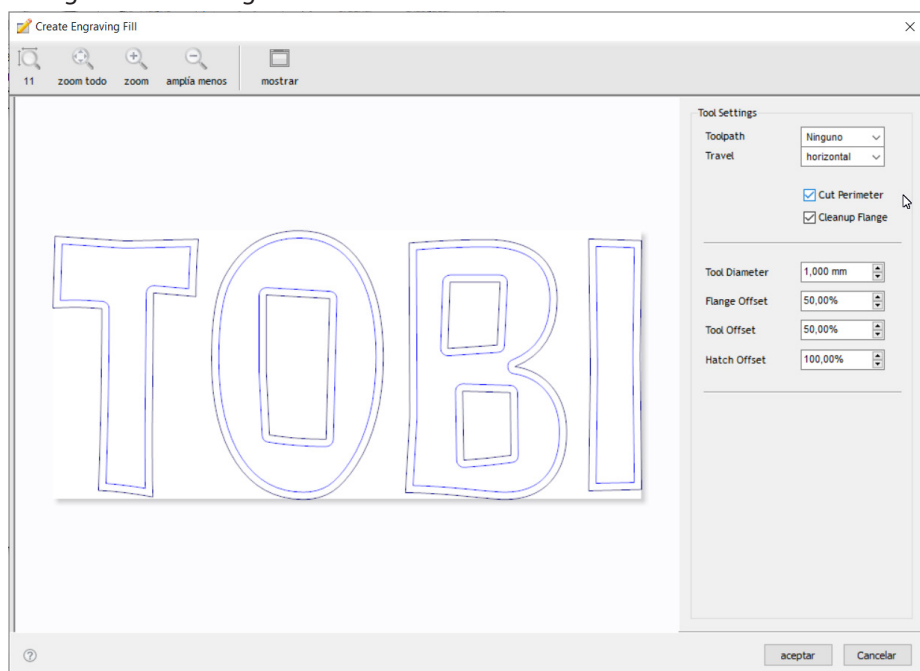 Create Engraving Fill
11 zoom todo zoom amplía menos mostrar
Tool Settings
Toolpath Ninguno
Travel horizontal
Cut Perimeter
Cleanup Flange
Tool Diameter 1,000 mm
Flange Offset 50,00%
Tool Offset 50,00%
Hatch Offset 100,00%
TOBI
aceptar Cancelar